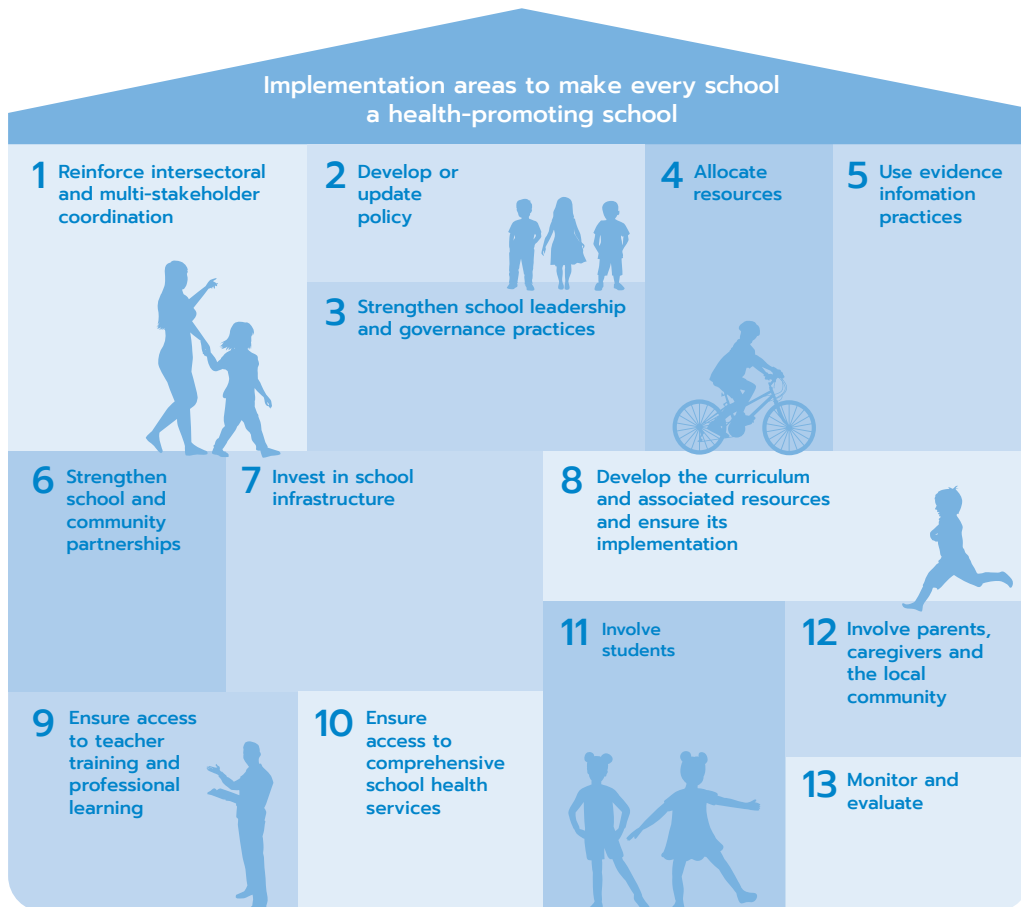 Implementation areas to make every school
a health-promoting school
1 Reinforce intersectoral
and multi-stakeholder
coordination
2 Develop or
update
policy
3 Strengthen school leadership
and governance practices
4 Allocate
resources
5 Use evidence
infomation
practices
6 Strengthen
school and
community
partnerships
7 Invest in school
infrastructure
8 Develop the curriculum
and associated resources
and ensure its
implementation
9 Ensure access
to teacher
training and
professional
learning
10 Ensure
access to
comprehensive
school health
services
11 Involve
students
12 Involve parents,
caregivers and
the local
community
13 Monitor and
evaluate